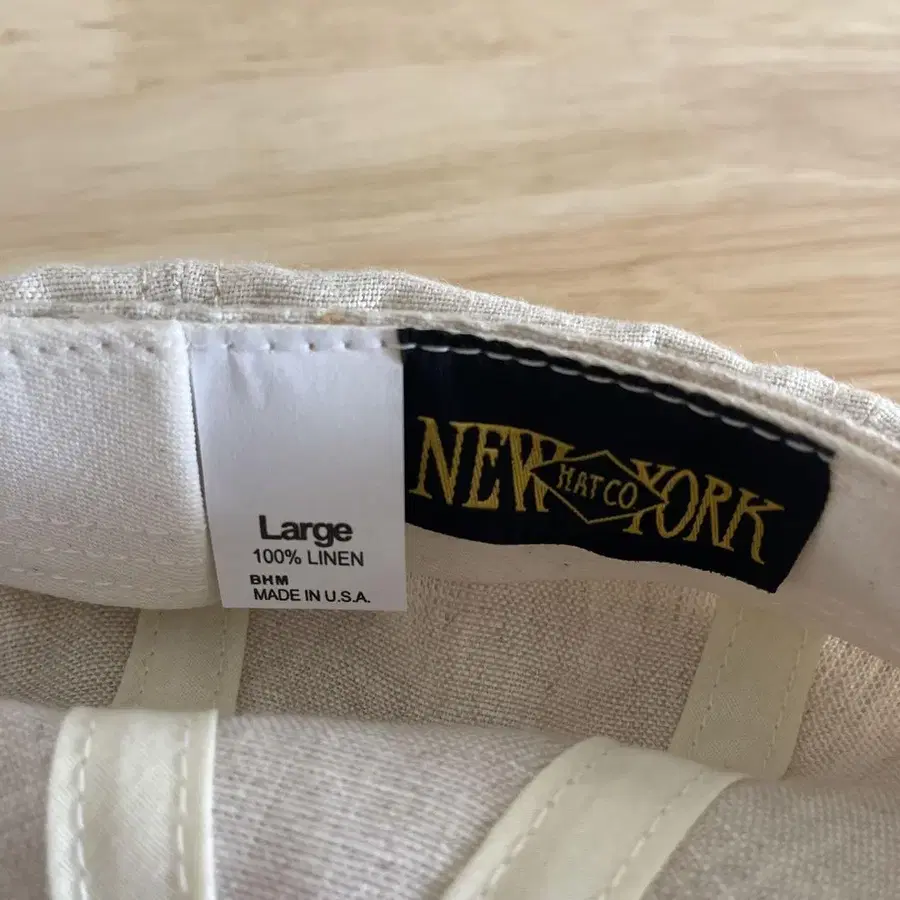 Large
100% LINEN
BHM
MADE IN U.S.A.
NEW HAT CO YORK